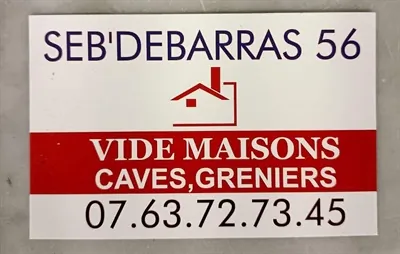 SEB'DEBARRAS 56
VIDE MAISONS
CAVES,GRENIERS
07.63.72.73.45